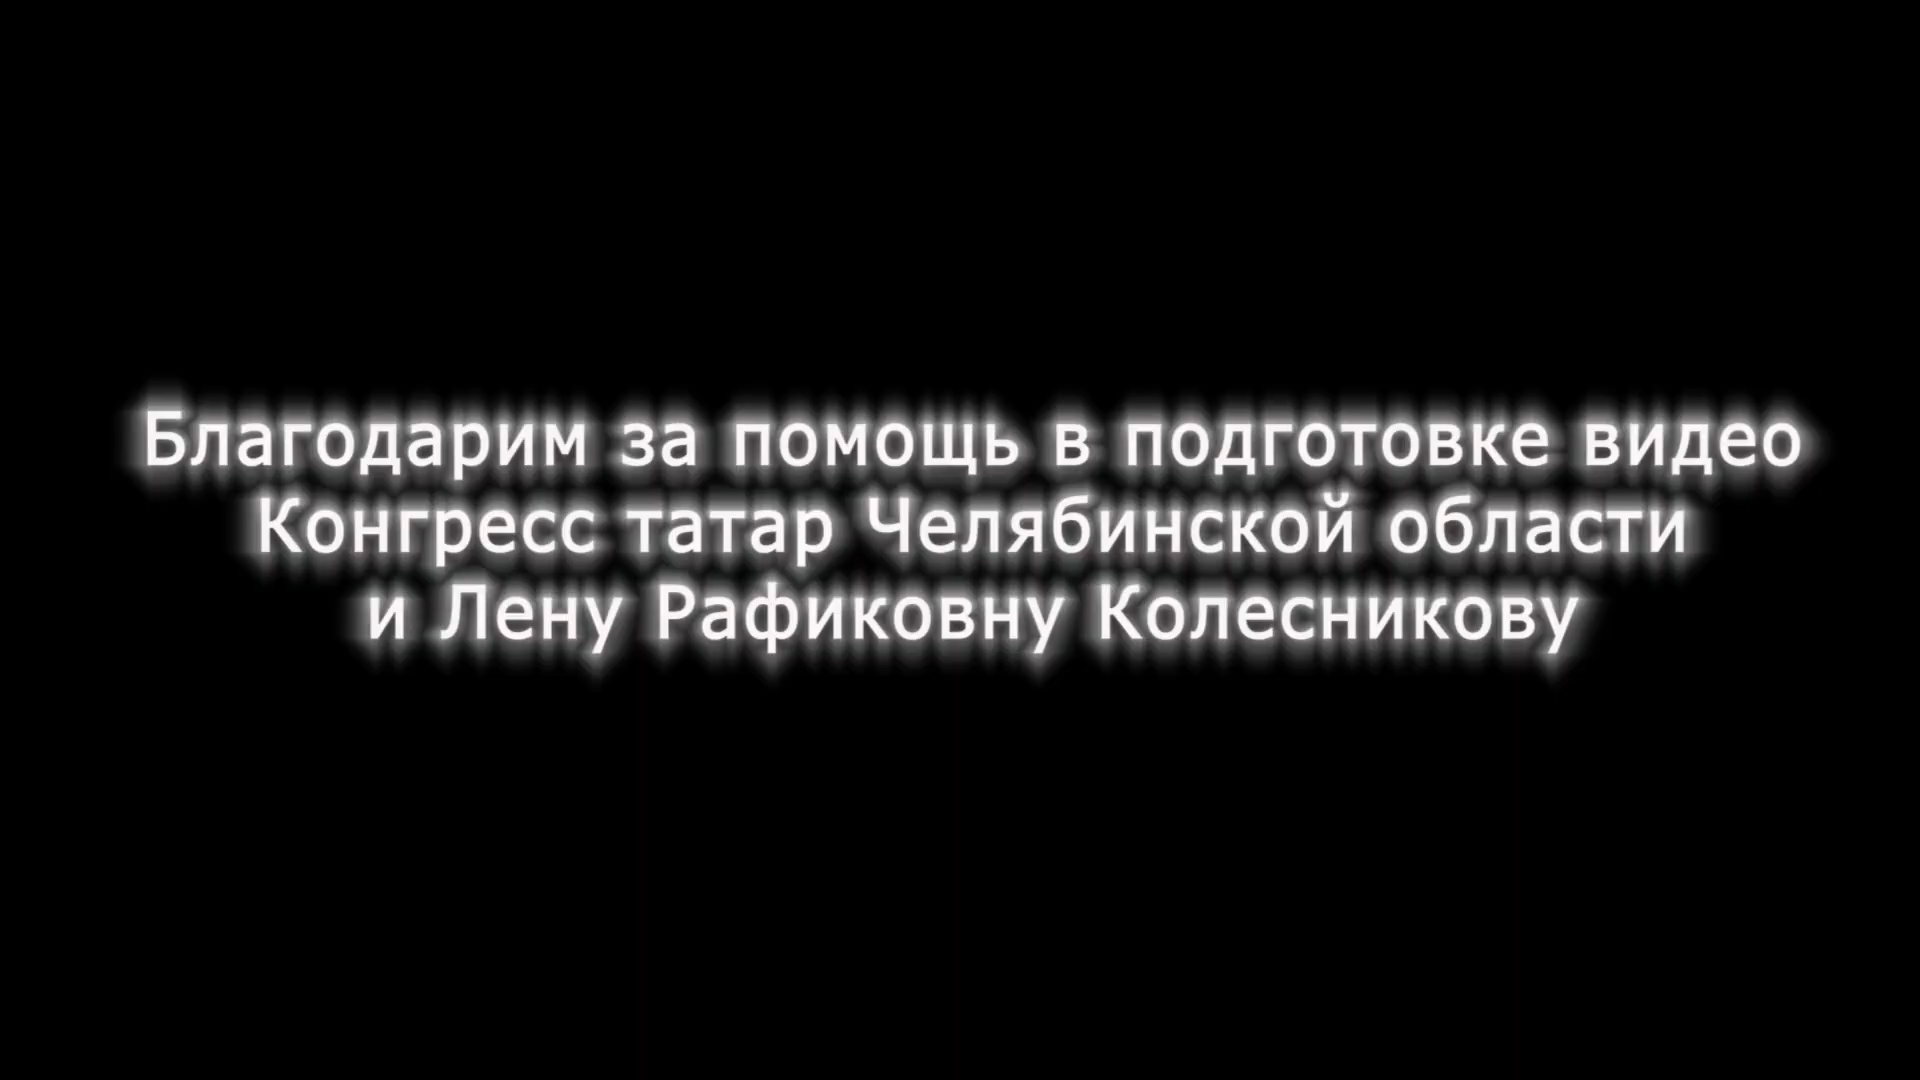 Благодарим за помощь в подготовке видео
Конгресс татар Челябинской области
и Лену Рафиковну Колесникову